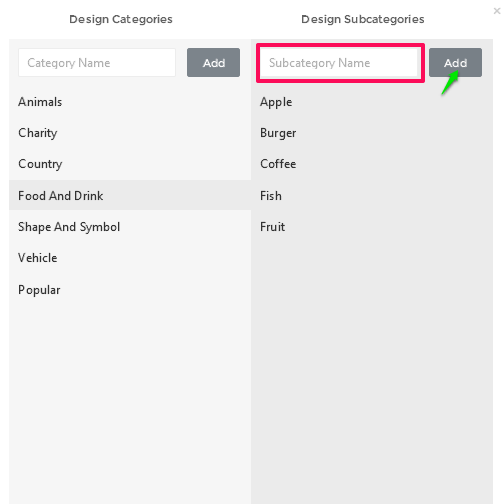 ×
Design Categories
Design Subcategories
Category Name
Add
Subcategory Name
Add
Animals
Charity
Country
Food And Drink
Shape And Symbol
Vehicle
Popular
Apple
Burger
Coffee
Fish
Fruit